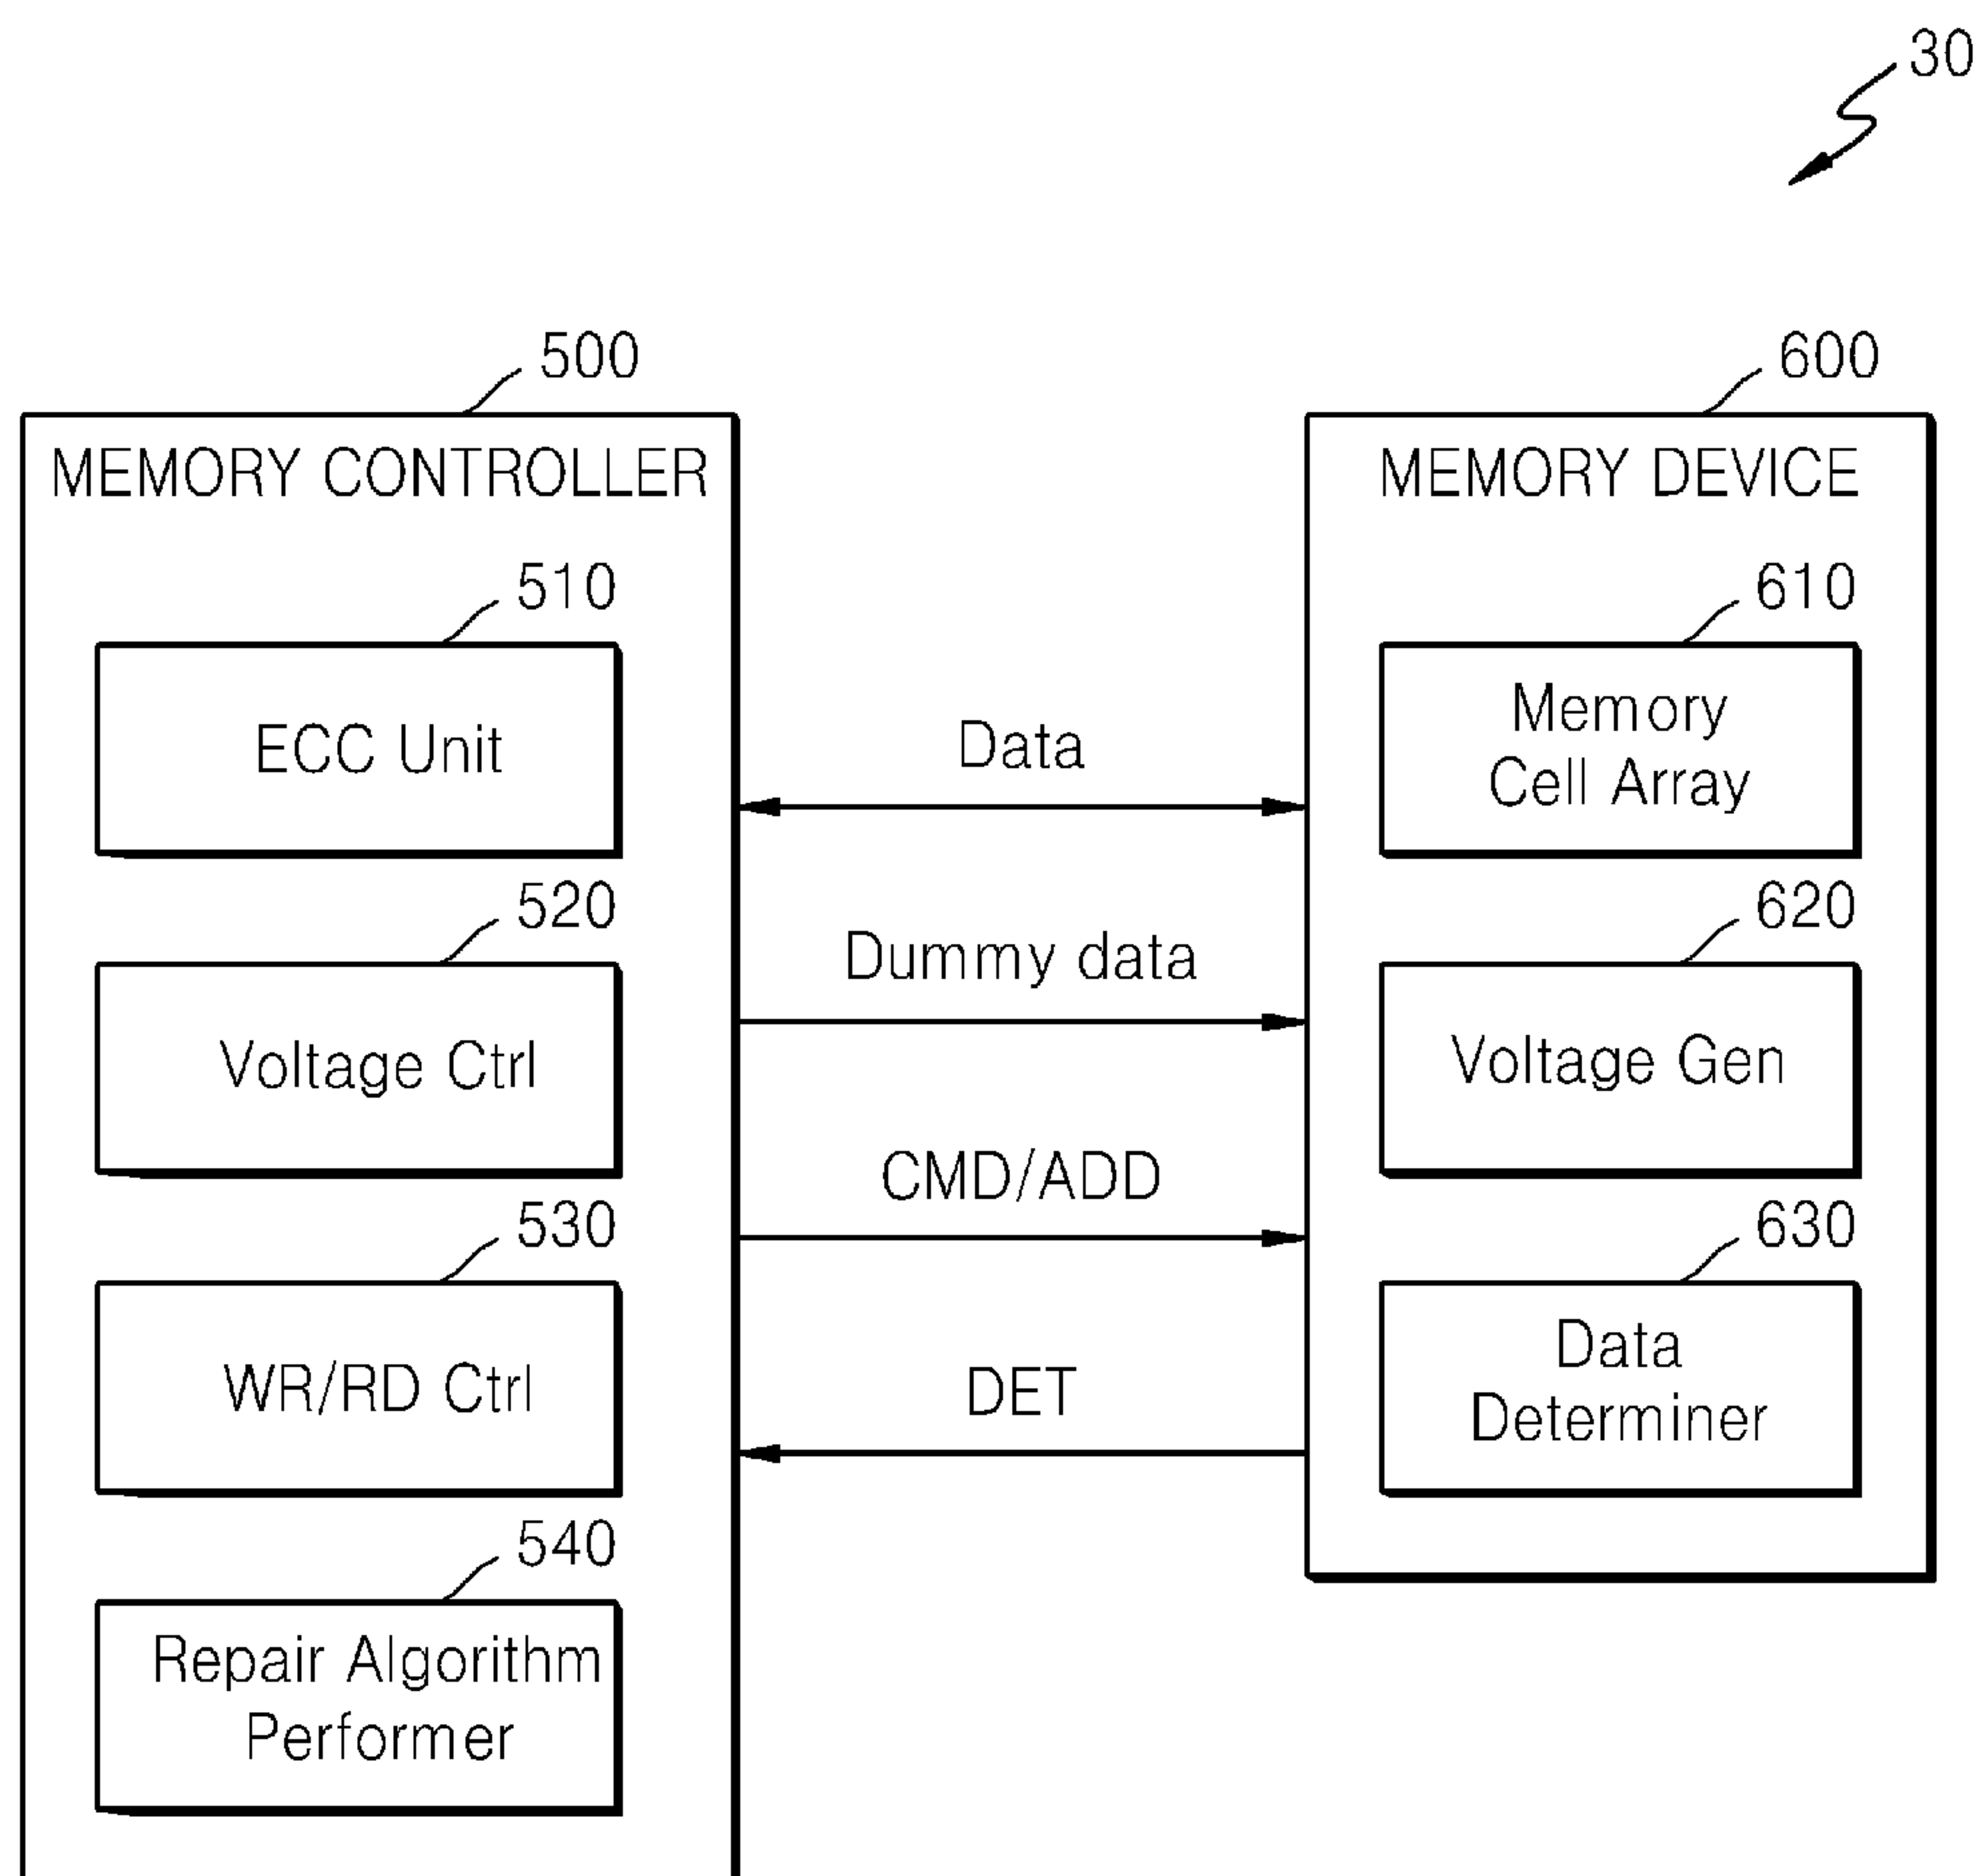 30
500
MEMORY CONTROLLER
510
ECC Unit
520
Voltage Ctrl
530
WR/RD Ctrl
540
Repair Algorithm
Performer
Data
Dummy data
CMD/ADD
DET
600
MEMORY DEVICE
610
Memory
Cell Array
620
Voltage Gen
630
Data
Determiner